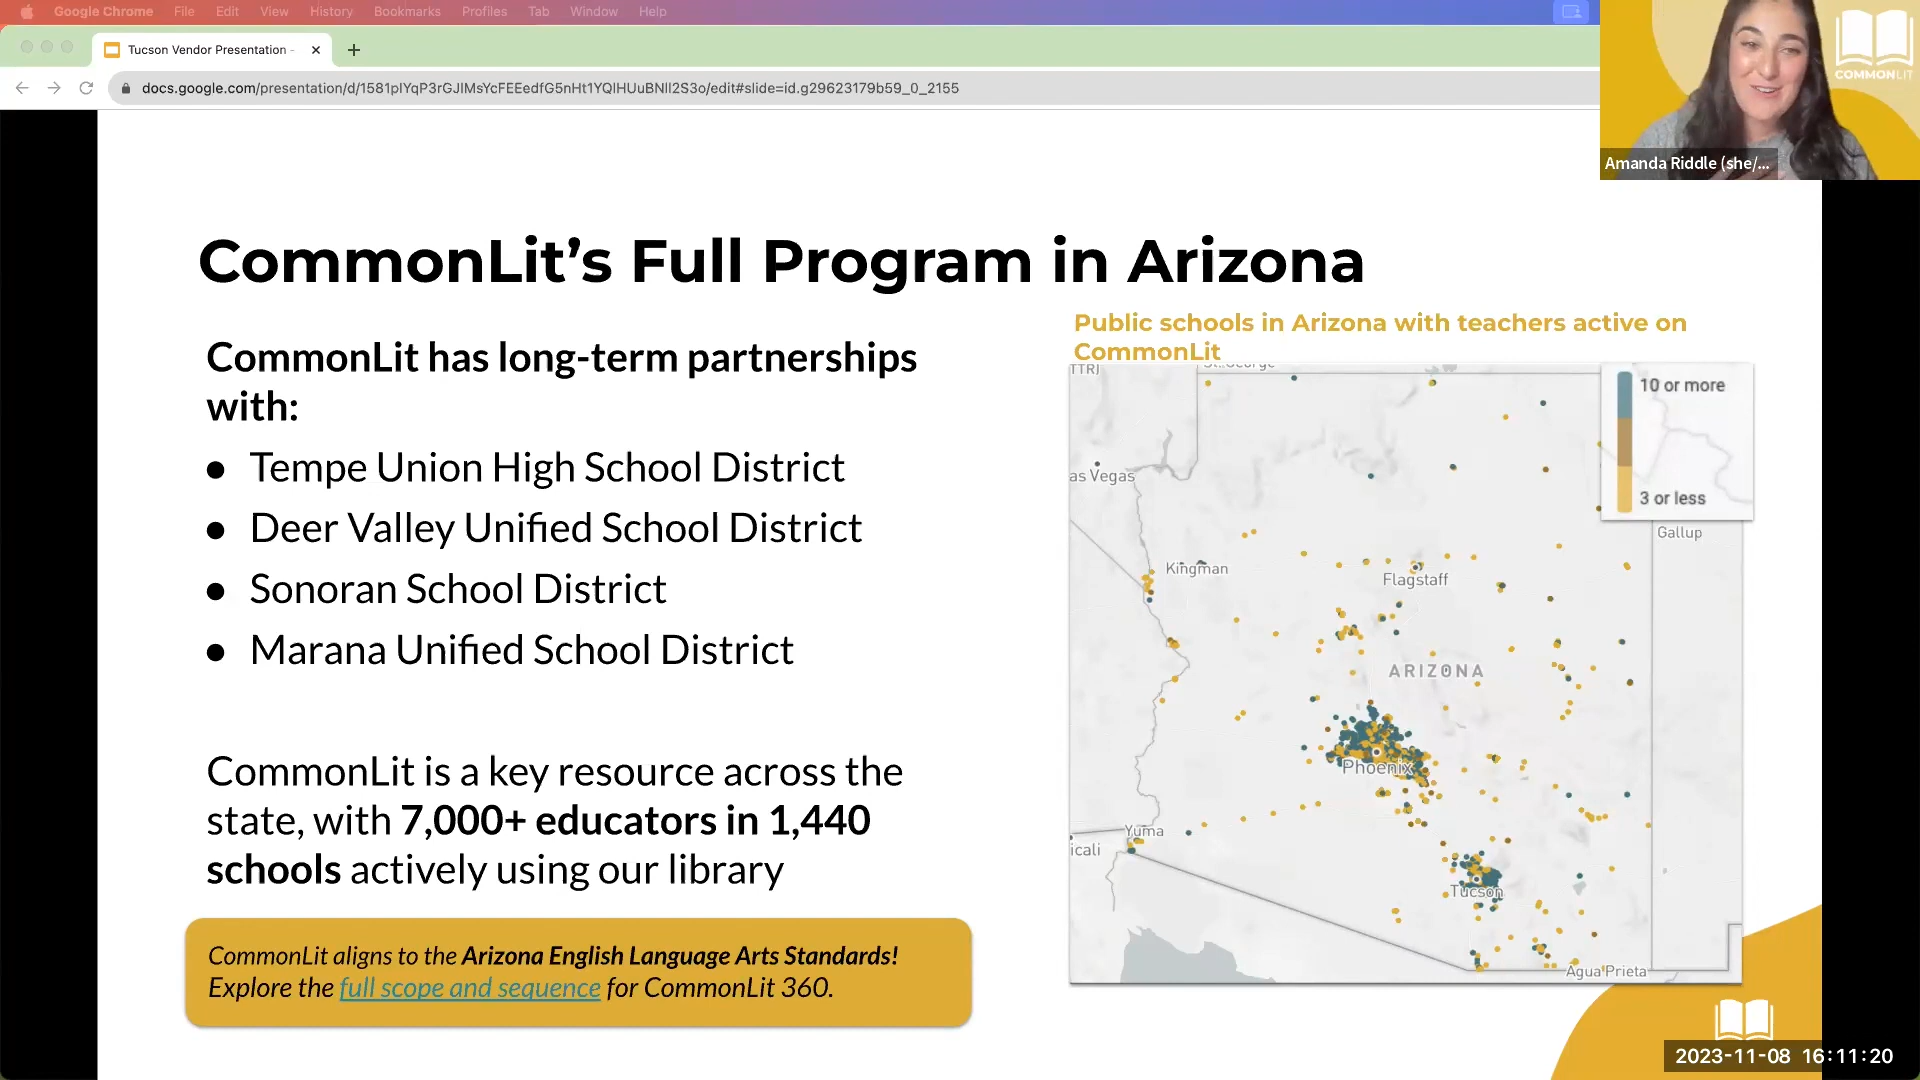 Google Chrome File Edit View History Bookmarks Profiles Tab Window Help
Tucson Vendor Presentation -
docs.google.com/presentation/d/1581pIYqP3rGJIMsYcFEEedfG5nHt1YQIHUuBNII2S3o/edit#slide=id.g29623179b59_0_2155
COMMONLIT
Amanda Riddle (she/...
CommonLit’s Full Program in Arizona
CommonLit has long-term partnerships
with:
● Tempe Union High School District
● Deer Valley Unified School District
● Sonoran School District
● Marana Unified School District
CommonLit is a key resource across the
state, with 7,000+ educators in 1,440
schools actively using our library
CommonLit aligns to the Arizona English Language Arts Standards!
Explore the full scope and sequence for CommonLit 360.
Public schools in Arizona with teachers active on
CommonLit
St. George
10 or more
3 or less
as Vegas
Gallup
Kingman
Flagstaff
ARIZONA
Phoenix
Yuma
icali
Tucson
Agua Prieta
2023-11-08 16:11:20